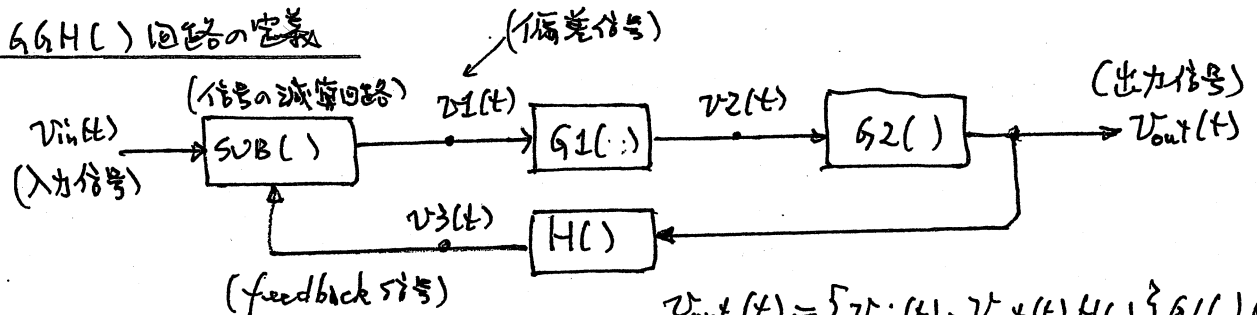 GGH() 回路の定義
(偏差信号)
(信号の減算回路)
v1(t)
v2(t)
(出力信号)
vin(t)
SUB()
G1(:)
G2()
vout(t)
(入力信号)
v3(t)
H()
(feedback 信号)